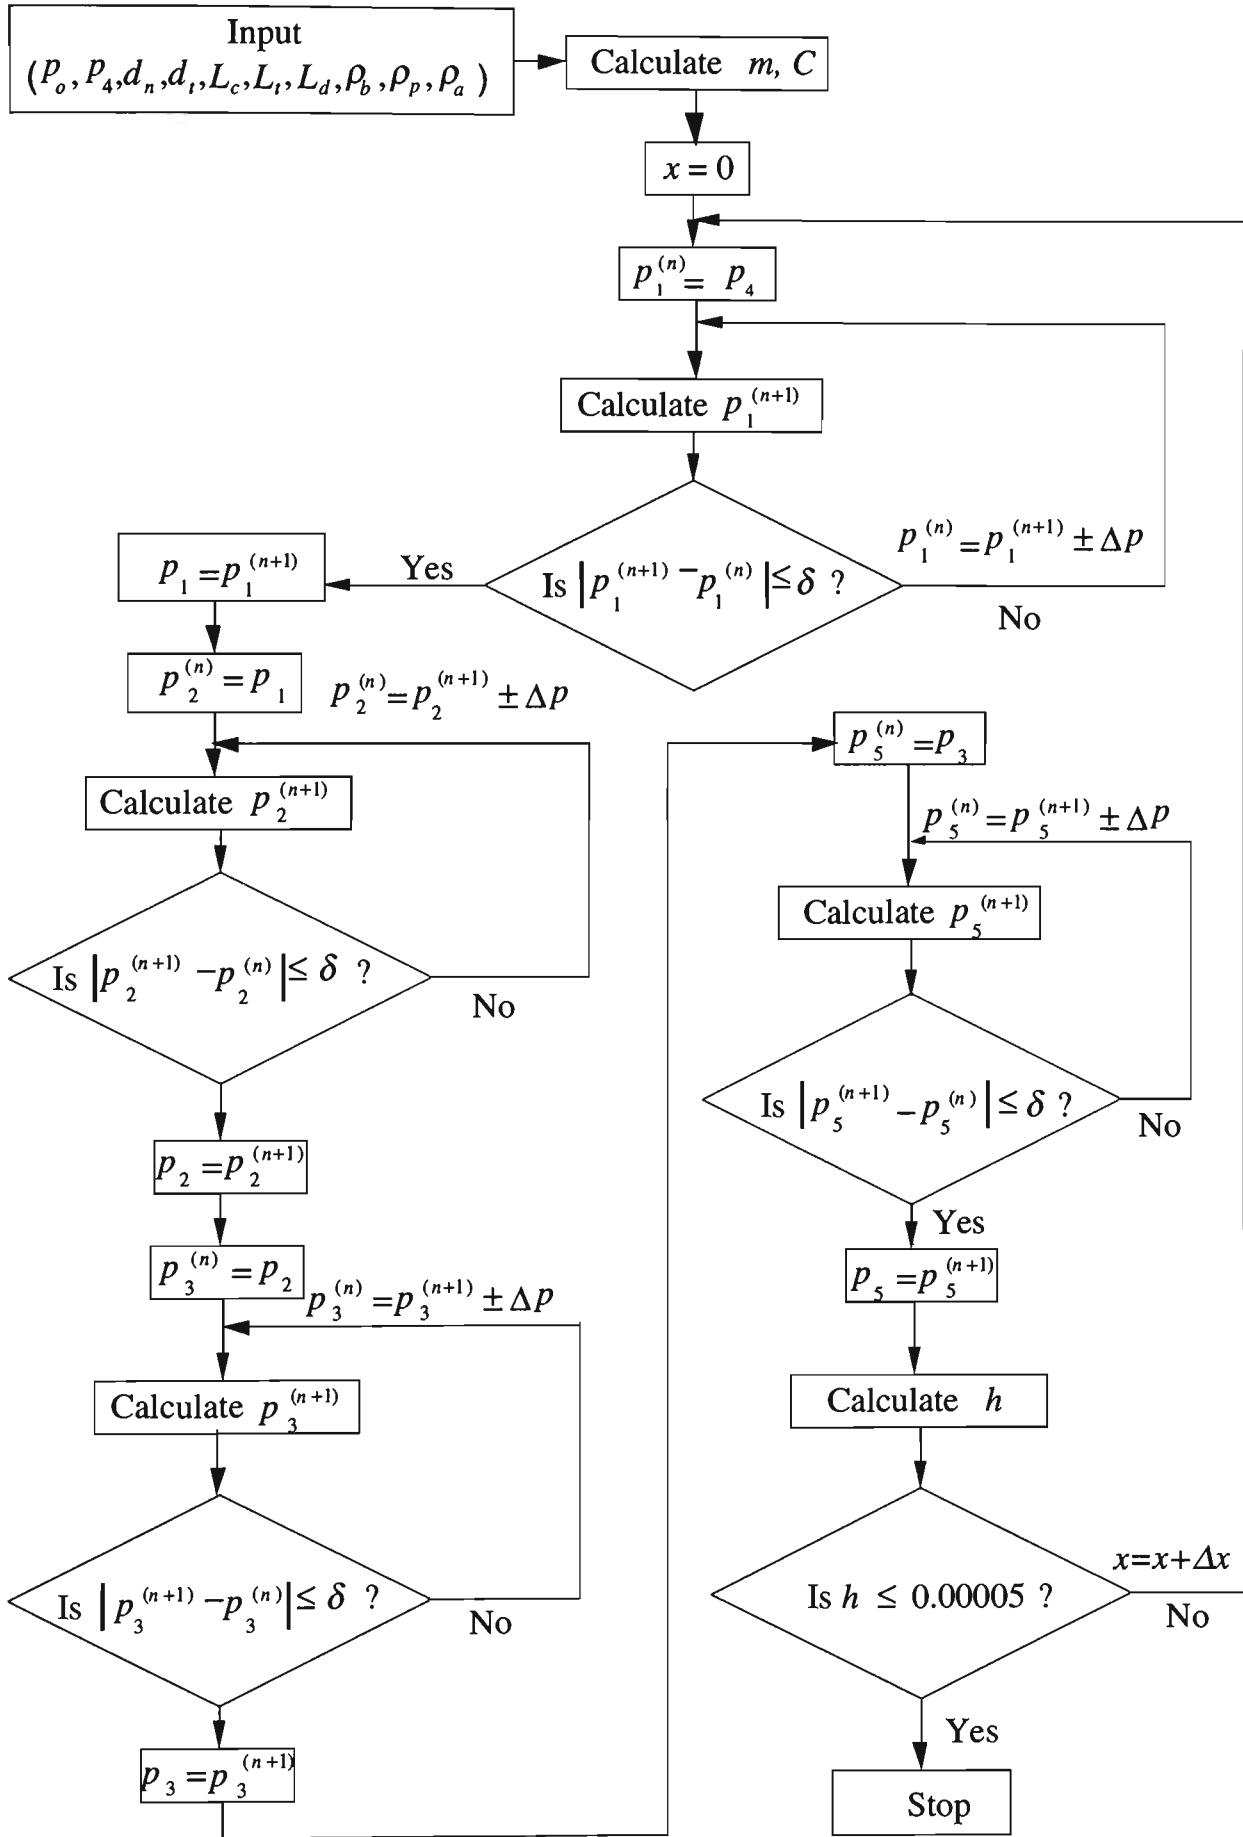 Input
(p_o, p_4, d_n, d_t, L_c, L_t, L_d, ρ_b, ρ_p, ρ_a)
Calculate m, C
x = 0
p_1^(n) = p_4
Calculate p_1^(n+1)
Is |p_1^(n+1) − p_1^(n)| ≤ δ ?
p_1^(n) = p_1^(n+1) ± Δp
No
Yes
p_1 = p_1^(n+1)
p_2^(n) = p_1
p_2^(n) = p_2^(n+1) ± Δp
Calculate p_2^(n+1)
Is |p_2^(n+1) − p_2^(n)| ≤ δ ?
No
p_2 = p_2^(n+1)
p_3^(n) = p_2
p_3^(n) = p_3^(n+1) ± Δp
Calculate p_3^(n+1)
Is |p_3^(n+1) − p_3^(n)| ≤ δ ?
No
p_3 = p_3^(n+1)
p_5^(n) = p_3
p_5^(n) = p_5^(n+1) ± Δp
Calculate p_5^(n+1)
Is |p_5^(n+1) − p_5^(n)| ≤ δ ?
No
Yes
p_5 = p_5^(n+1)
Calculate h
Is h ≤ 0.00005 ?
x=x+Δx
No
Yes
Stop